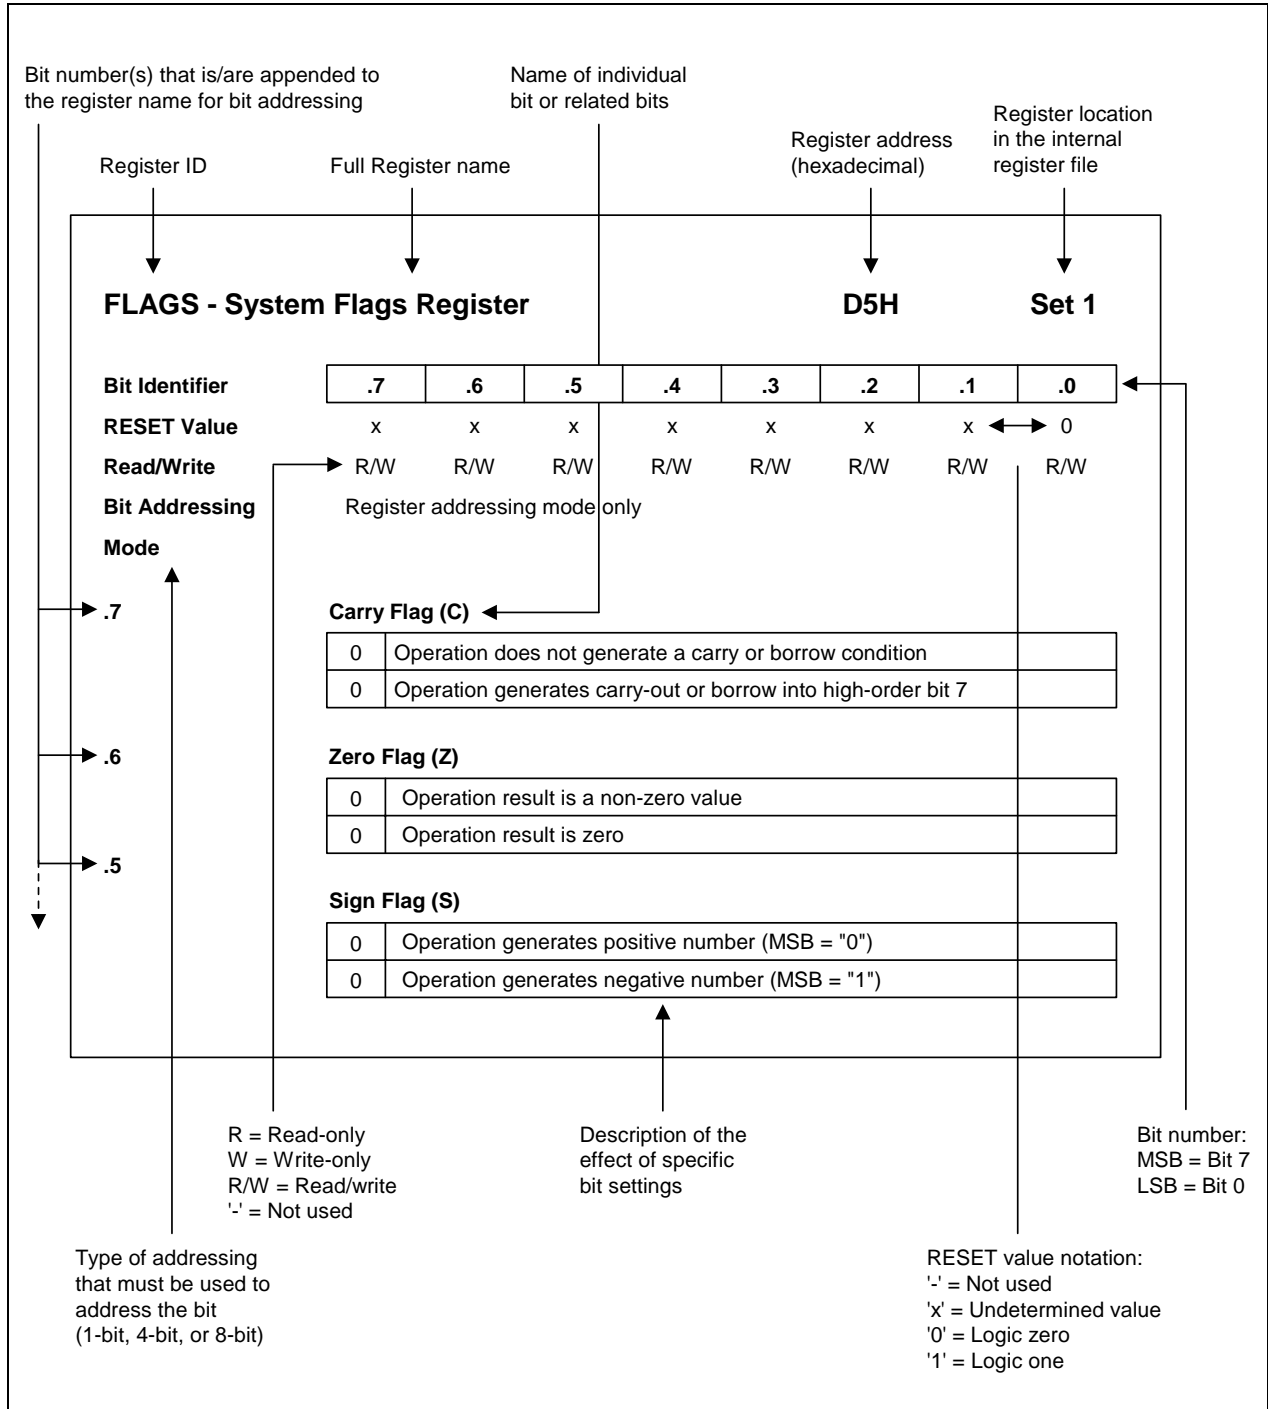 Bit number(s) that is/are appended to
the register name for bit addressing
Name of individual
bit or related bits
Register location
in the internal
register file
Register address
(hexadecimal)
Register ID
Full Register name
FLAGS - System Flags Register D5H Set 1
Bit Identifier .7 .6 .5 .4 .3 .2 .1 .0
RESET Value x x x x x x x 0
Read/Write R/W R/W R/W R/W R/W R/W R/W R/W
Bit Addressing Register addressing mode only
Mode
.7 Carry Flag (C)
0 Operation does not generate a carry or borrow condition
0 Operation generates carry-out or borrow into high-order bit 7
.6 Zero Flag (Z)
0 Operation result is a non-zero value
0 Operation result is zero
.5
Sign Flag (S)
0 Operation generates positive number (MSB = "0")
0 Operation generates negative number (MSB = "1")
R = Read-only
W = Write-only
R/W = Read/write
'-' = Not used
Description of the
effect of specific
bit settings
Bit number:
MSB = Bit 7
LSB = Bit 0
Type of addressing
that must be used to
address the bit
(1-bit, 4-bit, or 8-bit)
RESET value notation:
'-' = Not used
'x' = Undetermined value
'0' = Logic zero
'1' = Logic one